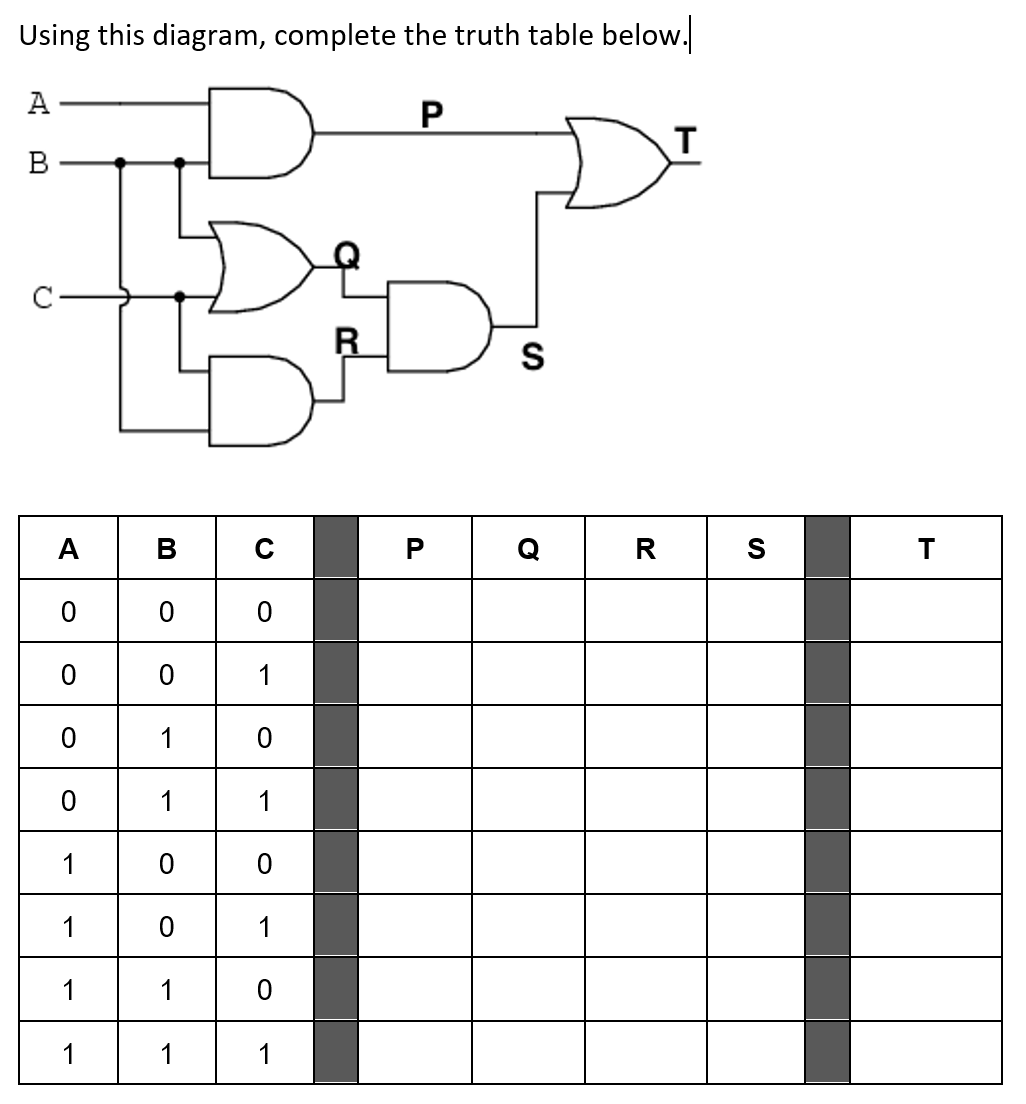 Using this diagram, complete the truth table below.
A
P
T
B
Q
C
R
S
A B C P Q R S T
0 0 0
0 0 1
0 1 0
0 1 1
1 0 0
1 0 1
1 1 0
1 1 1